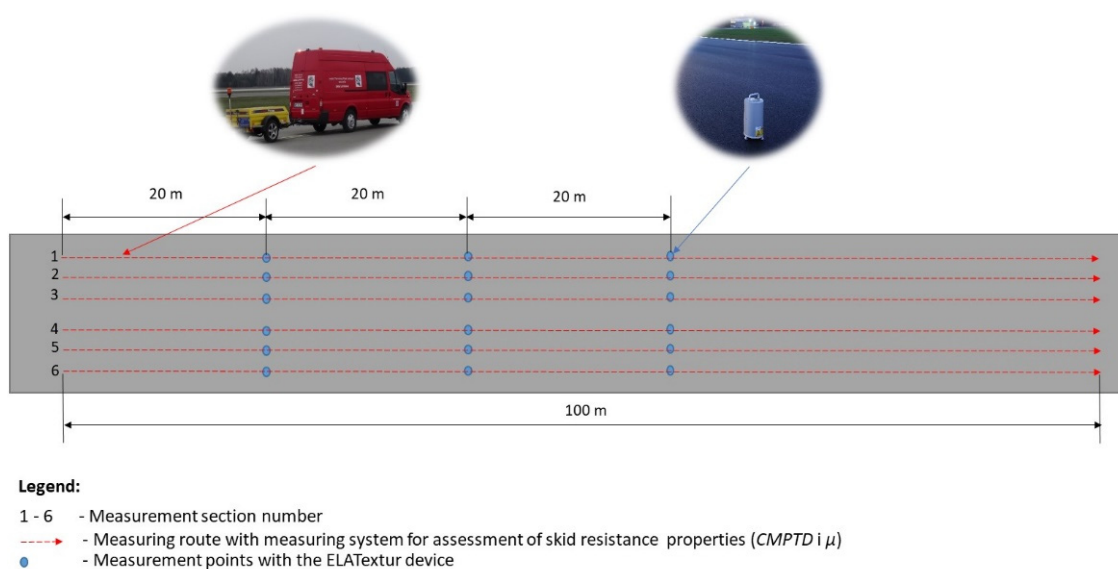 20 m 20 m 20 m
1
2
3
4
5
6
100 m
Legend:
1 - 6 - Measurement section number
- Measuring route with measuring system for assessment of skid resistance properties (CMPTD i μ)
- Measurement points with the ELATextur device